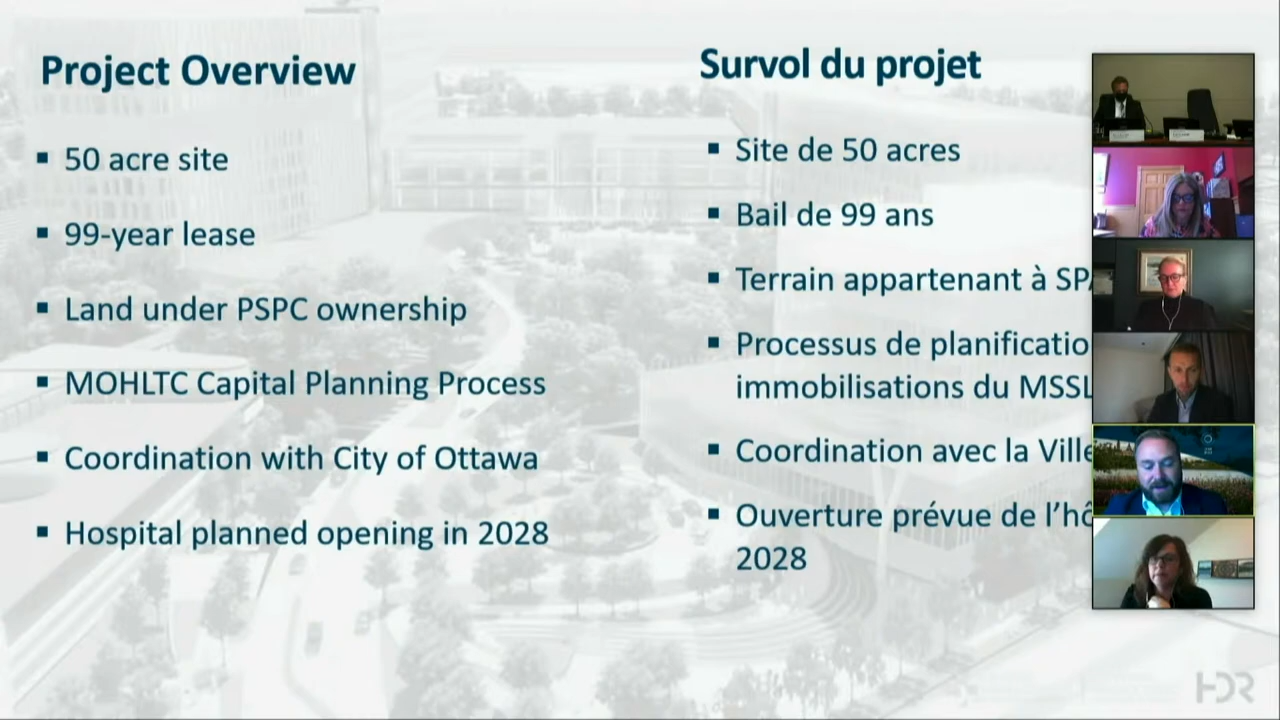 Project Overview
50 acre site
99-year lease
Land under PSPC ownership
MOHLTC Capital Planning Process
Coordination with City of Ottawa
Hospital planned opening in 2028
Survol du projet
Site de 50 acres
Bail de 99 ans
Terrain appartenant à
Processus de
immobilisations du
Coordination avec la Ville
Ouverture prévue de
2028
HDR